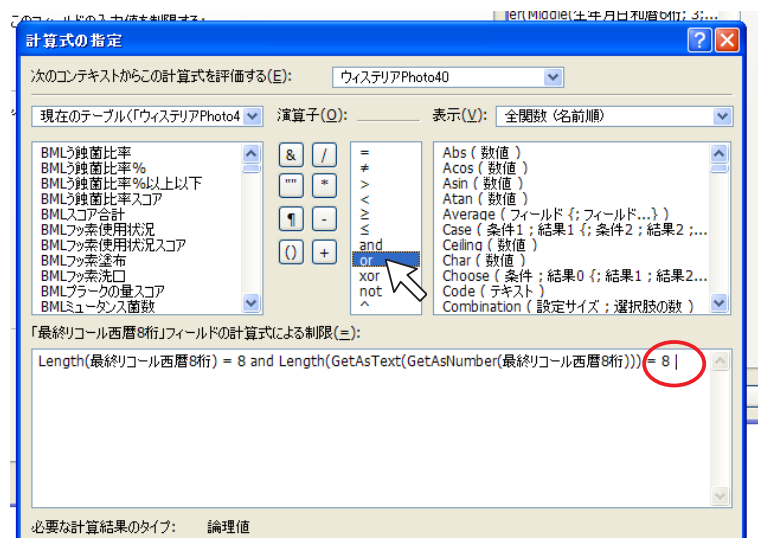 このフィールドの入力値を制限する:
er(Middle(生年月日和暦6桁; 3;...
計算式の指定
次のコンテキストからこの計算式を評価する(E):
ウィステリアPhoto40
現在のテーブル(「ウィステリアPhoto4
演算子(O):
表示(V):
全関数 (名前順)
BMLう蝕菌比率
BMLう蝕菌比率%
BMLう蝕菌比率%以上以下
BMLう蝕菌比率スコア
BMLスコア合計
BMLフッ素使用状況
BMLフッ素使用状況スコア
BMLフッ素塗布
BMLフッ素洗口
BMLプラークの量スコア
BMLミュータンス菌数
& /
"" *
¶ -
() +
=
≠
>
<
≥
≤
and
or
xor
not
^
Abs ( 数値 )
Acos ( 数値 )
Asin ( 数値 )
Atan ( 数値 )
Average ( フィールド {; フィールド...} )
Case ( 条件1 ; 結果1 {; 条件2 ; 結果2 ;...
Ceiling ( 数値 )
Char ( 数値 )
Choose ( 条件 ; 結果0 {; 結果1 ; 結果2...
Code ( テキスト )
Combination ( 設定サイズ ; 選択肢の数 )
「最終リコール西暦8桁」フィールドの計算式による制限(=):
Length(最終リコール西暦8桁) = 8 and Length(GetAsText(GetAsNumber(最終リコール西暦8桁))) = 8
必要な計算結果のタイプ: 論理値